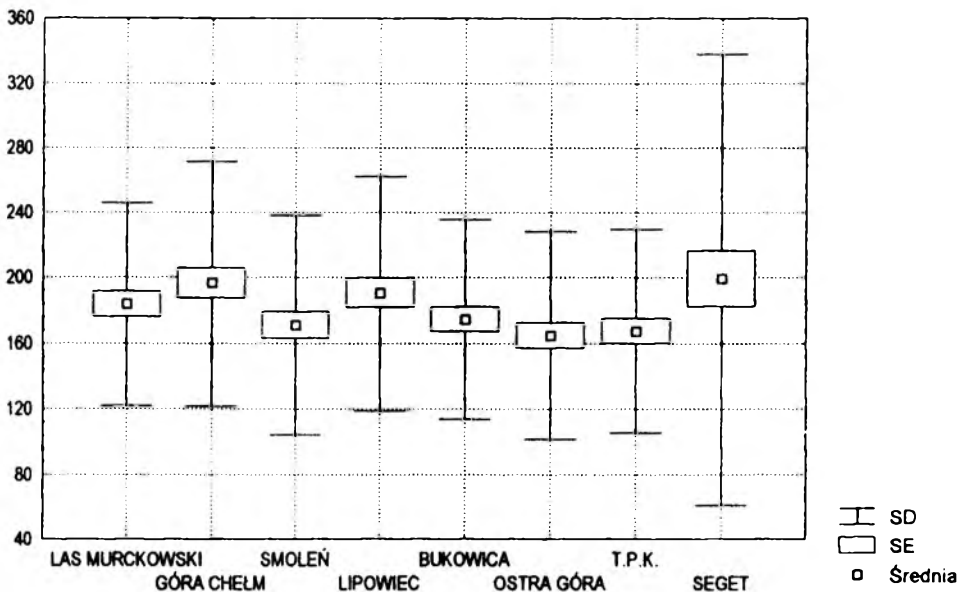 360
320
280
240
200
160
120
80
40
LAS MURCKOWSKI SMOLEŃ BUKOWICA T.P.K.
GÓRA CHEŁM LIPOWIEC OSTRA GÓRA SEGET
SD
SE
Średnia